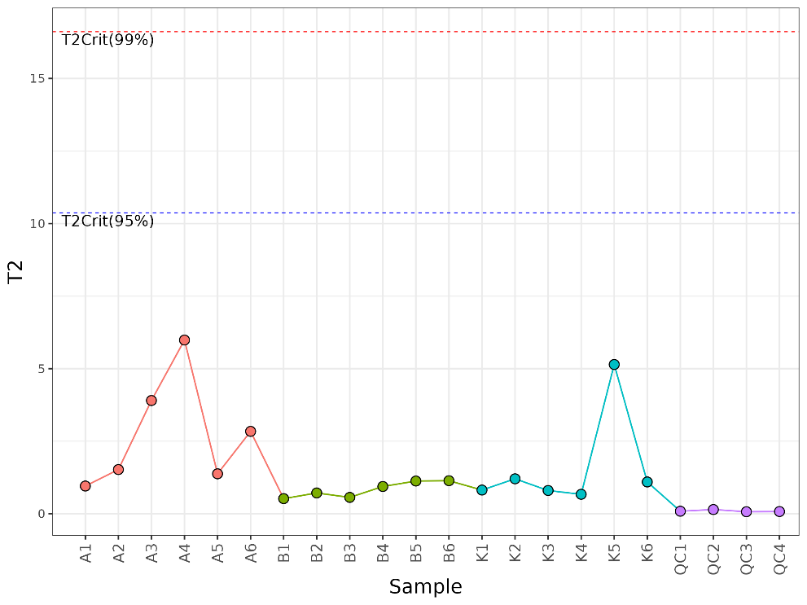 T2Crit(99%)
15
T2Crit(95%)
10
T2
5
0
A1 A2 A3 A4 A5 A6 B1 B2 B3 B4 B5 B6 K1 K2 K3 K4 K5 K6 QC1 QC2 QC3 QC4
Sample